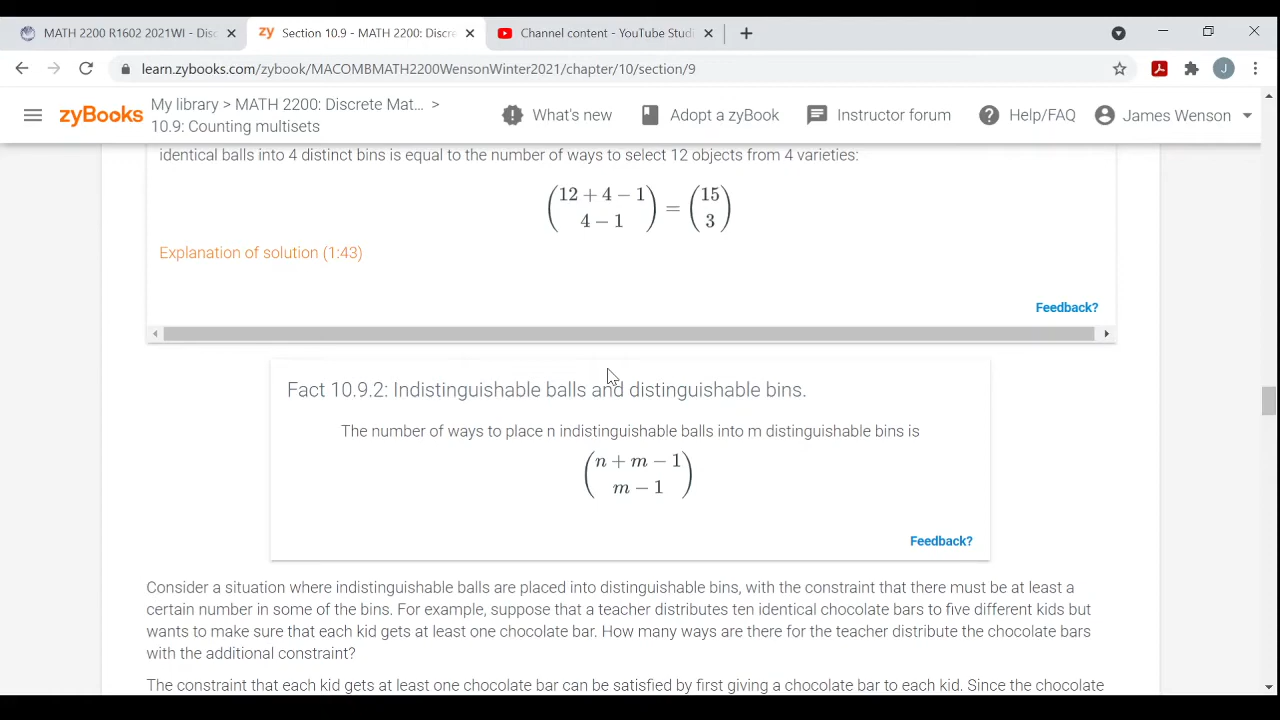 MATH 2200 R1602 2021WI - Disc
Section 10.9 - MATH 2200: Discre
Channel content - YouTube Studi
learn.zybooks.com/zybook/MACOMBMATH2200WensonWinter2021/chapter/10/section/9
zyBooks
My library > MATH 2200: Discrete Mat... >
10.9: Counting multisets
What's new
Adopt a zyBook
Instructor forum
Help/FAQ
James Wenson
identical balls into 4 distinct bins is equal to the number of ways to select 12 objects from 4 varieties:
(12 + 4 − 1
4 − 1) = (15
3)
Explanation of solution (1:43)
Feedback?
Fact 10.9.2: Indistinguishable balls and distinguishable bins.
The number of ways to place n indistinguishable balls into m distinguishable bins is
(n + m − 1
m − 1)
Feedback?
Consider a situation where indistinguishable balls are placed into distinguishable bins, with the constraint that there must be at least a
certain number in some of the bins. For example, suppose that a teacher distributes ten identical chocolate bars to five different kids but
wants to make sure that each kid gets at least one chocolate bar. How many ways are there for the teacher distribute the chocolate bars
with the additional constraint?
The constraint that each kid gets at least one chocolate bar can be satisfied by first giving a chocolate bar to each kid. Since the chocolate